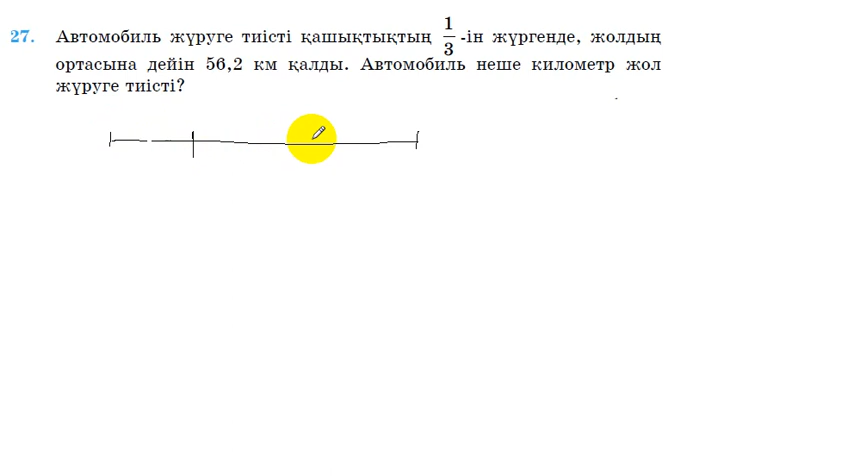 27. Автомобиль жүруге тиісті қашықтықтың 1/3 -ін жүргенде, жолдың
ортасына дейін 56,2 км қалды. Автомобиль неше километр жол
жүруге тиісті?